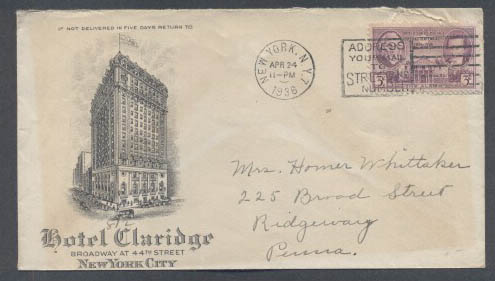 IF NOT DELIVERED IN FIVE DAYS RETURN TO
NEW YORK, N.Y. 7
APR 24
11-PM
1936
ADDRESS
YOUR MAIL
TO
STREET AND
NUMBER
3¢
Mrs. Homer Whittaker
225 Broad Street
Ridgeway
Penna.
Hotel Claridge
BROADWAY AT 44TH STREET
NEW YORK CITY